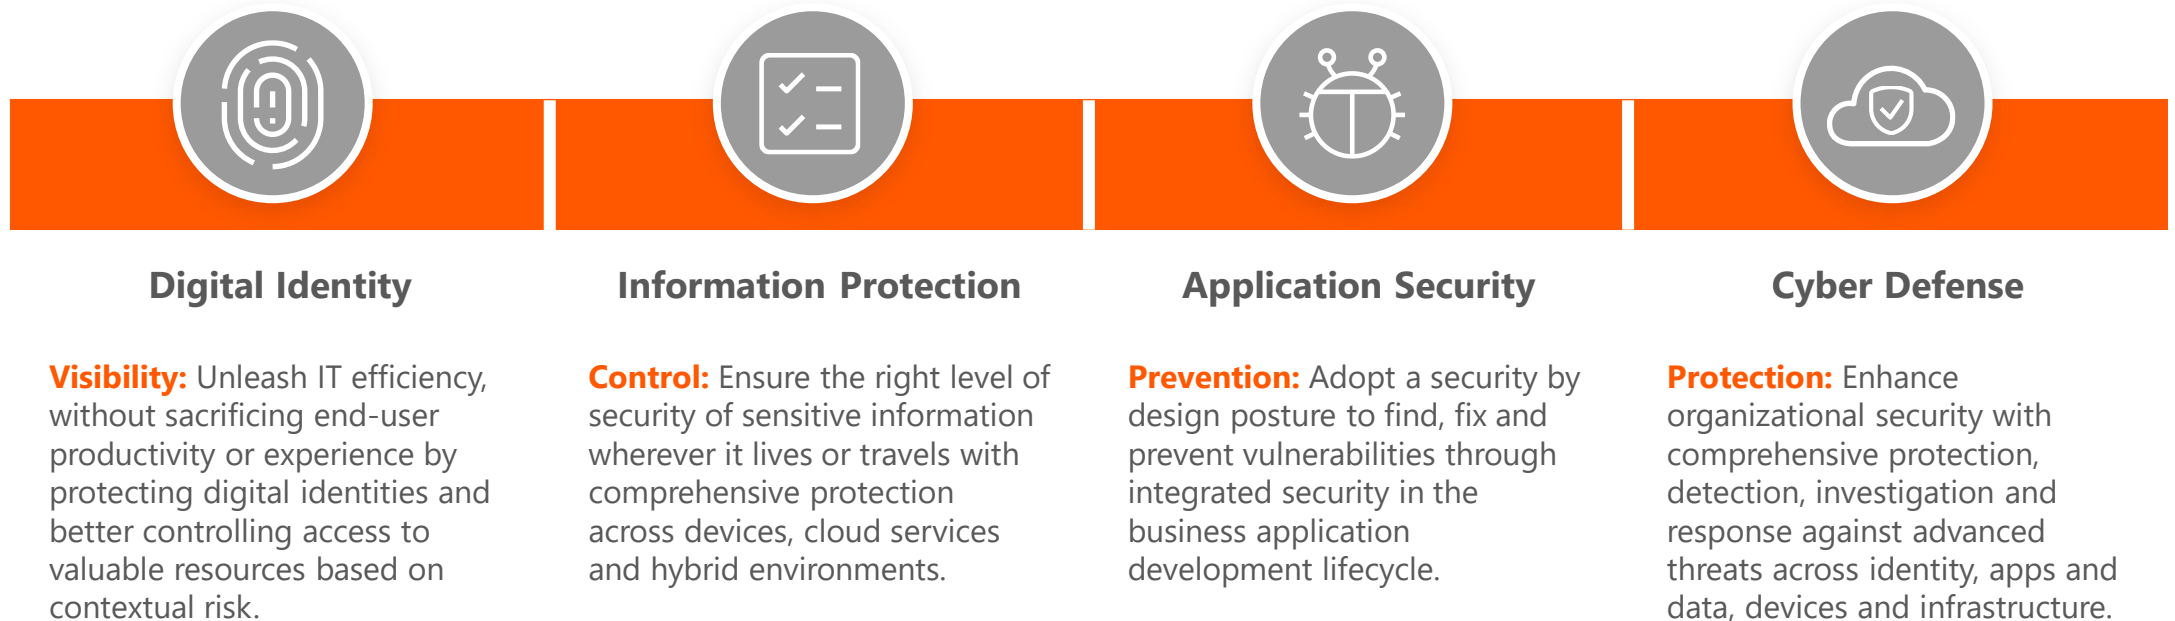 Digital Identity
Visibility: Unleash IT efficiency,
without sacrificing end-user
productivity or experience by
protecting digital identities and
better controlling access to
valuable resources based on
contextual risk.
Information Protection
Control: Ensure the right level of
security of sensitive information
wherever it lives or travels with
comprehensive protection
across devices, cloud services
and hybrid environments.
Application Security
Prevention: Adopt a security by
design posture to find, fix and
prevent vulnerabilities through
integrated security in the
business application
development lifecycle.
Cyber Defense
Protection: Enhance
organizational security with
comprehensive protection,
detection, investigation and
response against advanced
threats across identity, apps and
data, devices and infrastructure.